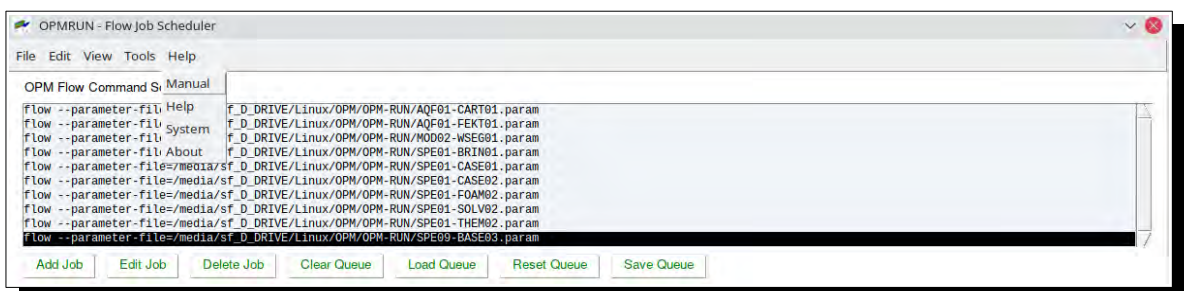 OPMRUN - Flow Job Scheduler
File Edit View Tools Help
Manual
Help
System
About
OPM Flow Command S
flow --parameter-fil f_D_DRIVE/Linux/OPM/OPM-RUN/AQF01-CART01.param
flow --parameter-fil f_D_DRIVE/Linux/OPM/OPM-RUN/AQF01-FEKT01.param
flow --parameter-fil f_D_DRIVE/Linux/OPM/OPM-RUN/MOD02-WSEG01.param
flow --parameter-fil f_D_DRIVE/Linux/OPM/OPM-RUN/SPE01-BRIN01.param
flow --parameter-file=/media/sf_D_DRIVE/Linux/OPM/OPM-RUN/SPE01-CASE01.param
flow --parameter-file=/media/sf_D_DRIVE/Linux/OPM/OPM-RUN/SPE01-CASE02.param
flow --parameter-file=/media/sf_D_DRIVE/Linux/OPM/OPM-RUN/SPE01-FOAM02.param
flow --parameter-file=/media/sf_D_DRIVE/Linux/OPM/OPM-RUN/SPE01-SOLV02.param
flow --parameter-file=/media/sf_D_DRIVE/Linux/OPM/OPM-RUN/SPE01-THEM02.param
flow --parameter-file=/media/sf_D_DRIVE/Linux/OPM/OPM-RUN/SPE09-BASE03.param
Add Job Edit Job Delete Job Clear Queue Load Queue Reset Queue Save Queue